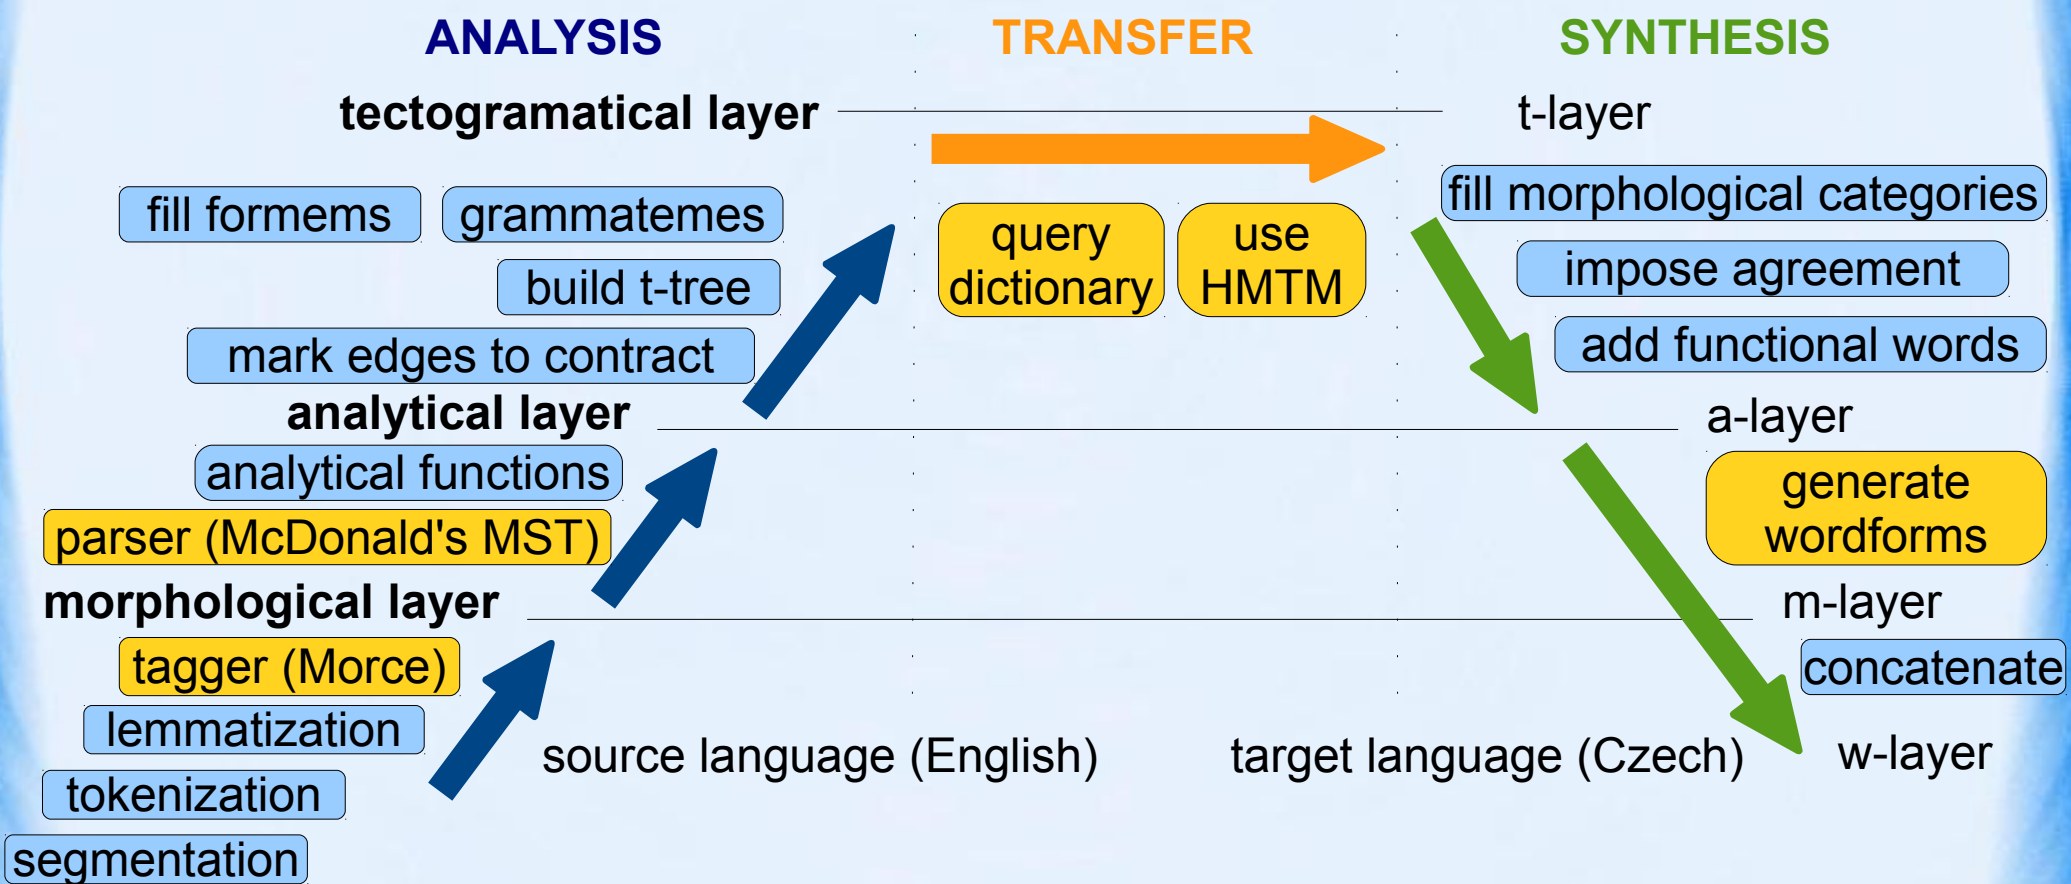 ANALYSIS
TRANSFER
SYNTHESIS
tectogramatical layer
t-layer
fill formems
grammatemes
build t-tree
mark edges to contract
query
dictionary
use
HMTM
fill morphological categories
impose agreement
add functional words
analytical layer
a-layer
analytical functions
parser (McDonald's MST)
generate
wordforms
morphological layer
m-layer
tagger (Morce)
concatenate
lemmatization
source language (English)
target language (Czech)
w-layer
tokenization
segmentation